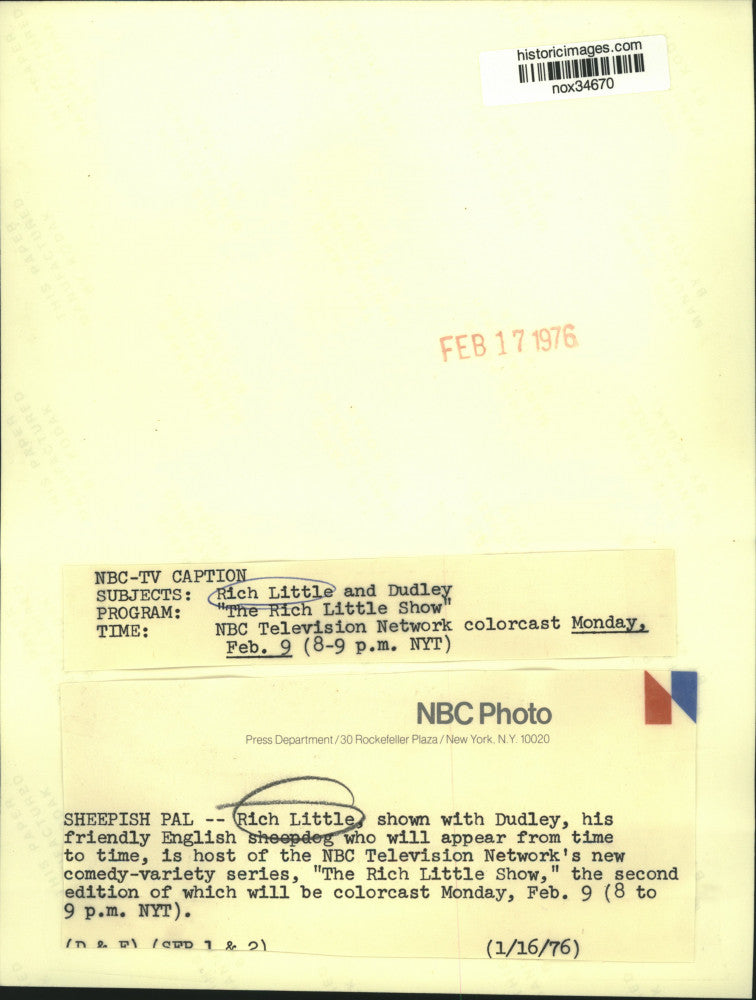 historicimages.com
nox34670
FEB 17 1976
NBC-TV CAPTION
SUBJECTS: Rich Little and Dudley
PROGRAM: "The Rich Little Show"
TIME: NBC Television Network colorcast Monday,
Feb. 9 (8-9 p.m. NYT)
NBC Photo
Press Department/30 Rockefeller Plaza/New York, N.Y. 10020
SHEEPISH PAL -- Rich Little, shown with Dudley, his
friendly English sheepdog who will appear from time
to time, is host of the NBC Television Network's new
comedy-variety series, "The Rich Little Show," the second
edition of which will be colorcast Monday, Feb. 9 (8 to
9 p.m. NYT).
(1/16/76)